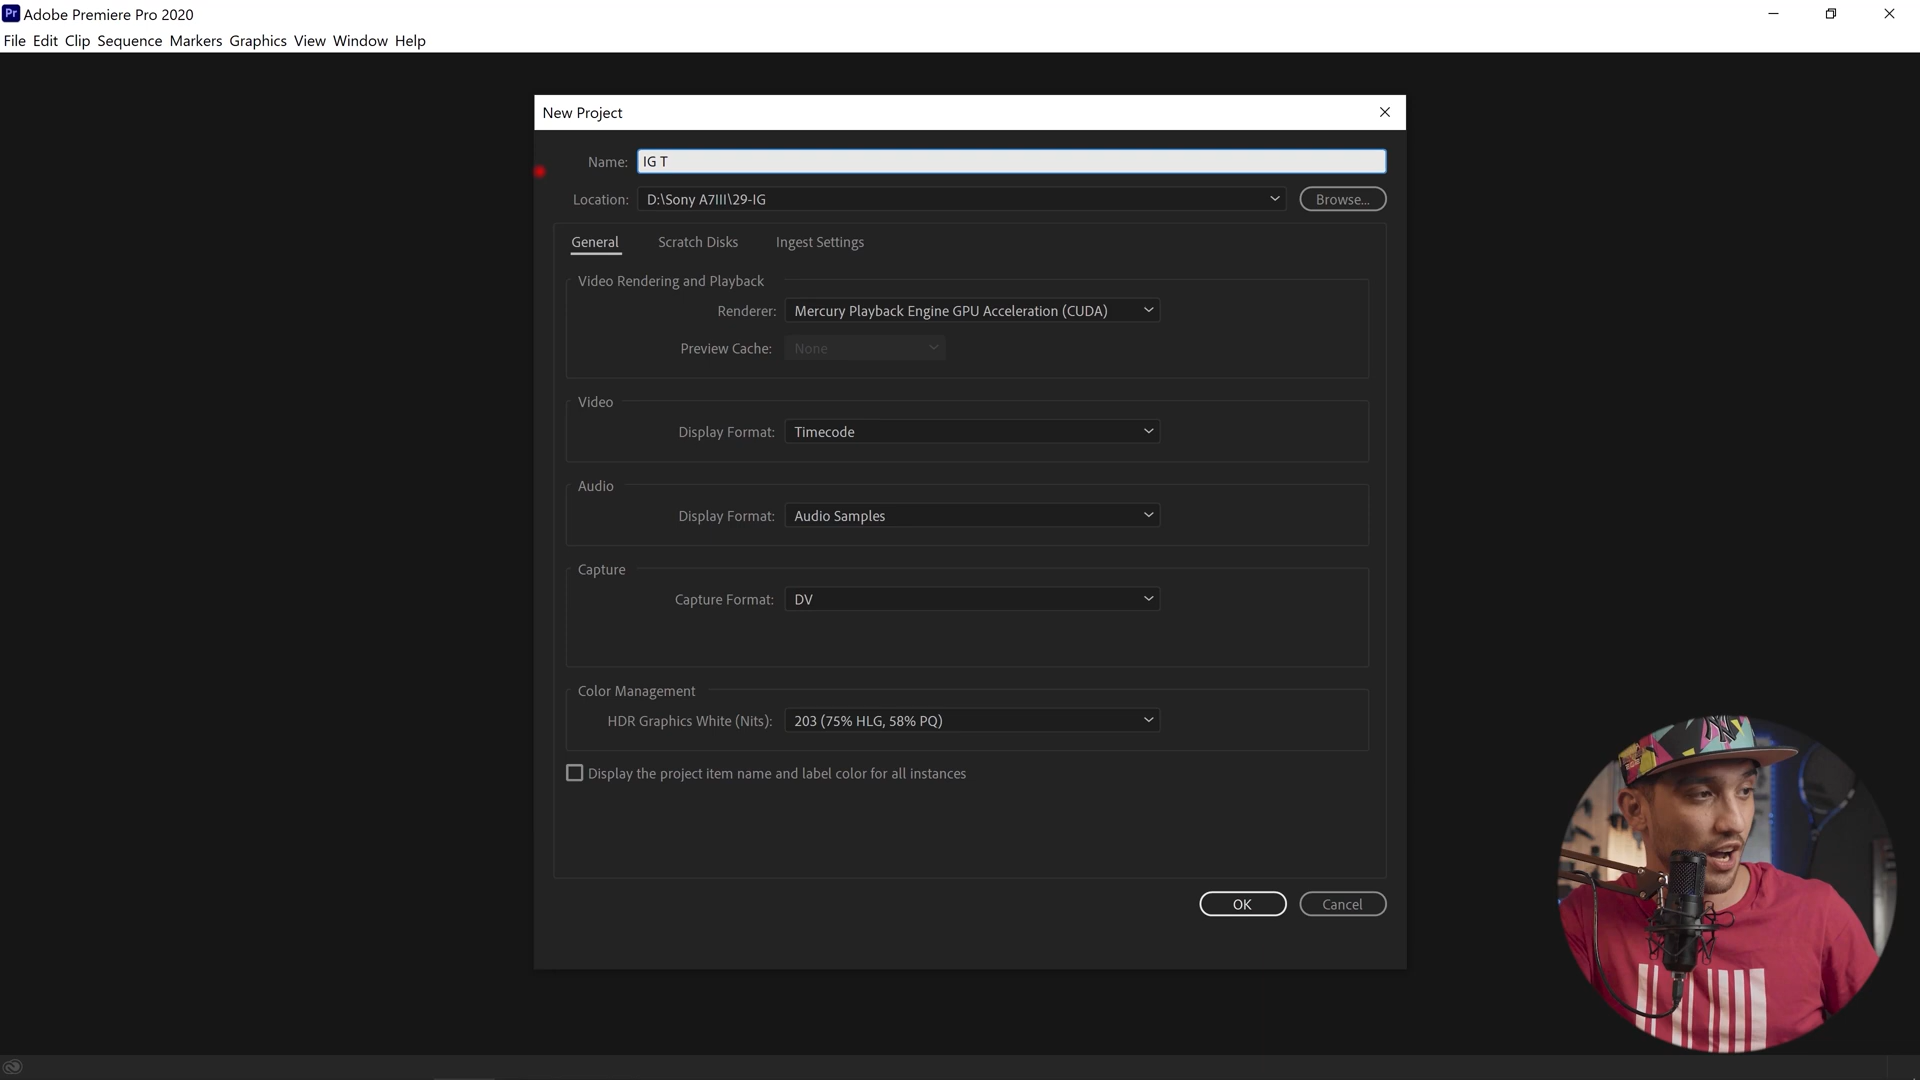 Pr Adobe Premiere Pro 2020
File Edit Clip Sequence Markers Graphics View Window Help
New Project
Name: IG T
Location: D:\Sony A7III\29-IG Browse...
General Scratch Disks Ingest Settings
Video Rendering and Playback
Renderer: Mercury Playback Engine GPU Acceleration (CUDA)
Preview Cache: None
Video
Display Format: Timecode
Audio
Display Format: Audio Samples
Capture
Capture Format: DV
Color Management
HDR Graphics White (Nits): 203 (75% HLG, 58% PQ)
Display the project item name and label color for all instances
OK Cancel